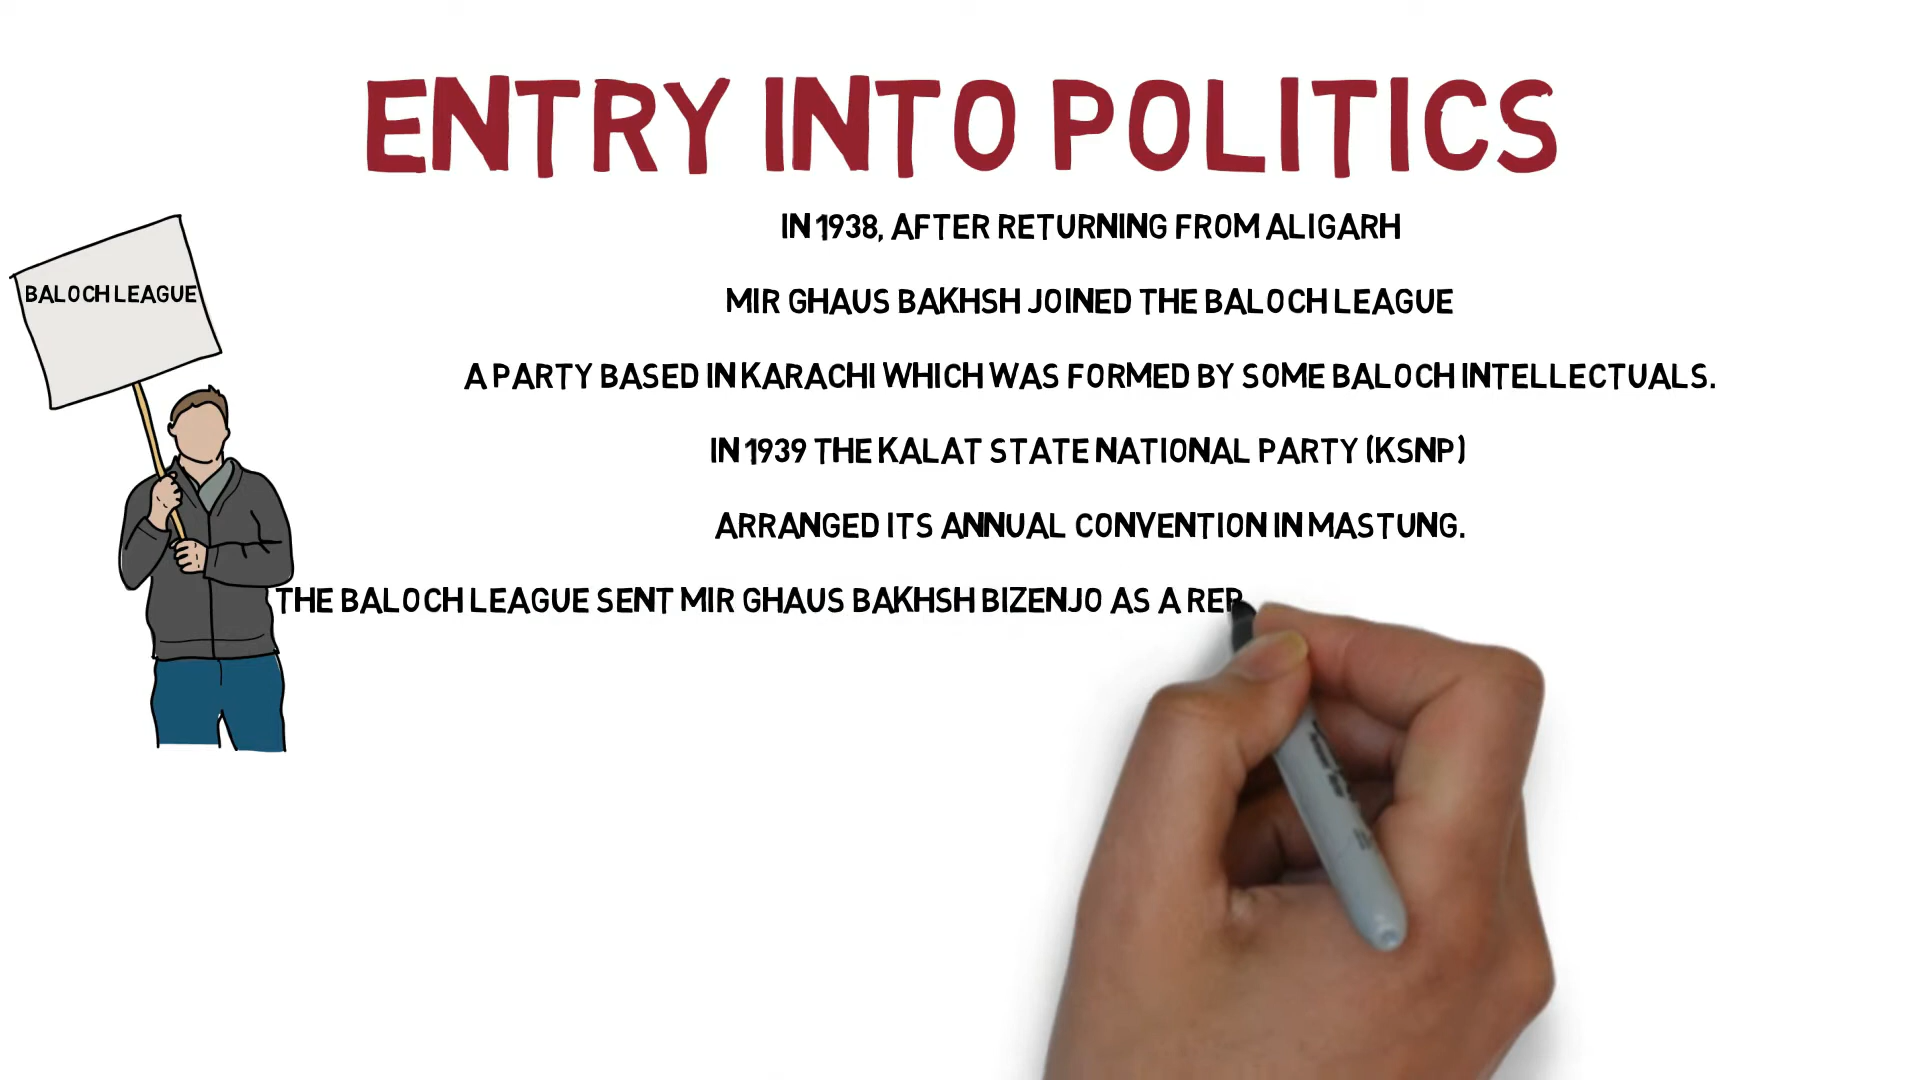 ENTRY INTO POLITICS
IN 1938, AFTER RETURNING FROM ALIGARH
BALOCH LEAGUE
MIR GHAUS BAKHSH JOINED THE BALOCH LEAGUE
A PARTY BASED IN KARACHI WHICH WAS FORMED BY SOME BALOCH INTELLECTUALS.
IN 1939 THE KALAT STATE NATIONAL PARTY (KSNP)
ARRANGED ITS ANNUAL CONVENTION IN MASTUNG.
THE BALOCH LEAGUE SENT MIR GHAUS BAKHSH BIZENJO AS A REP